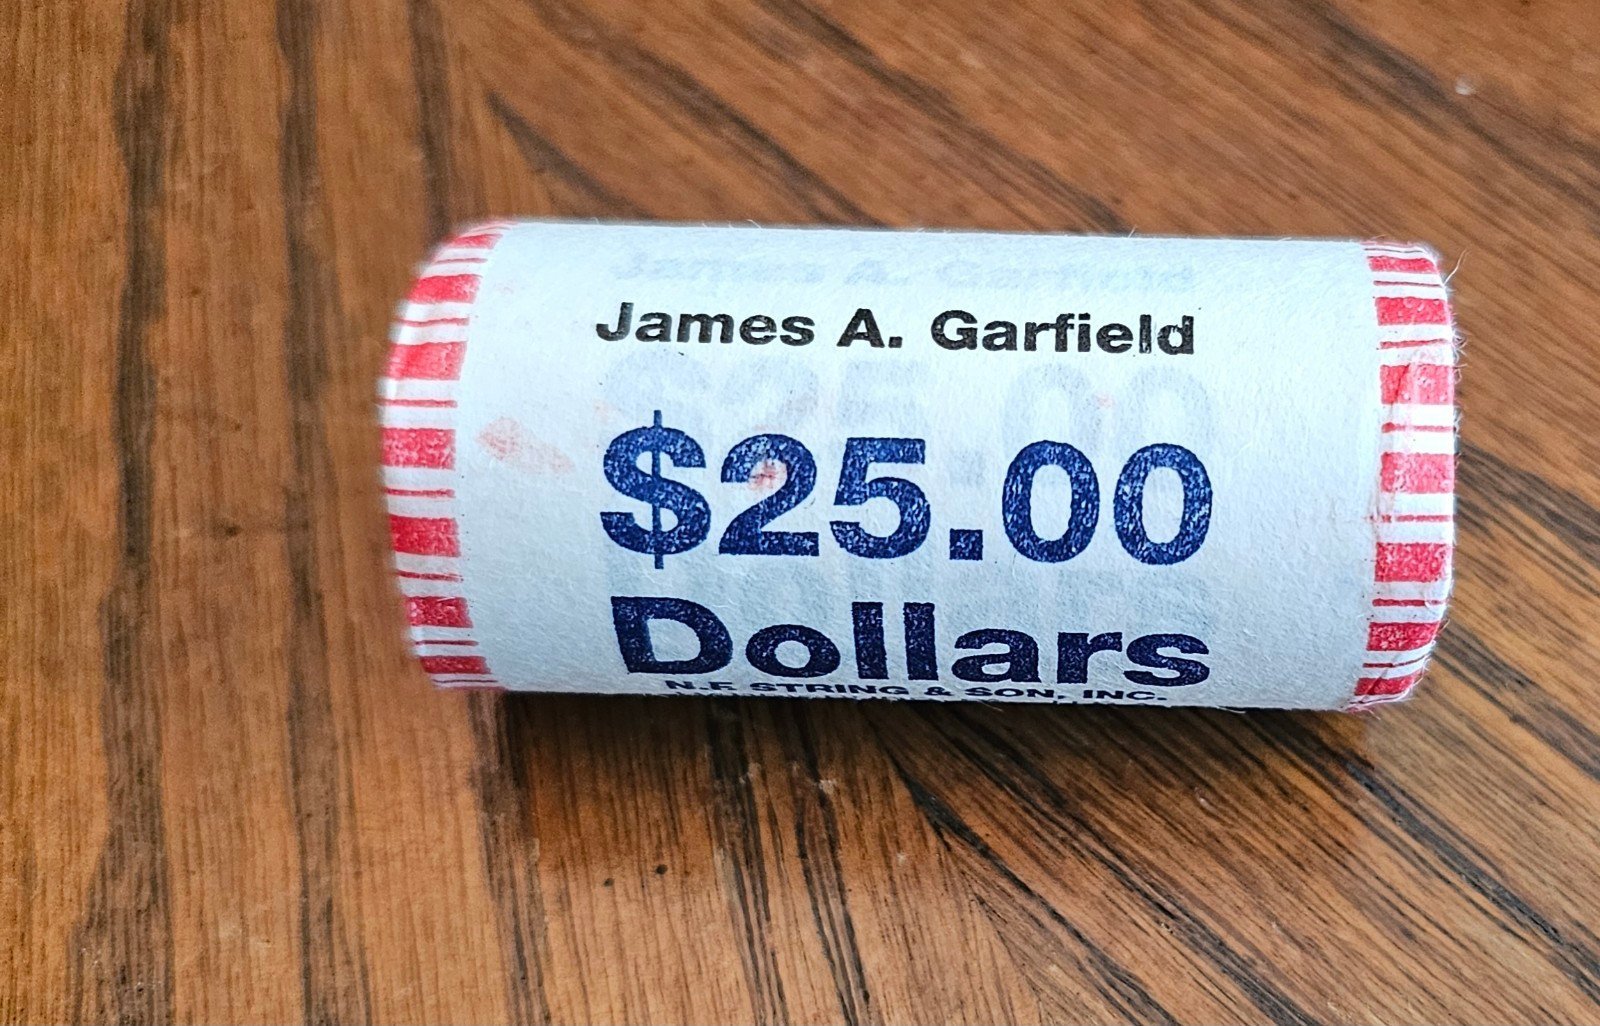 James A. Garfield
$25.00
Dollars
N.F. STRING & SON, INC.